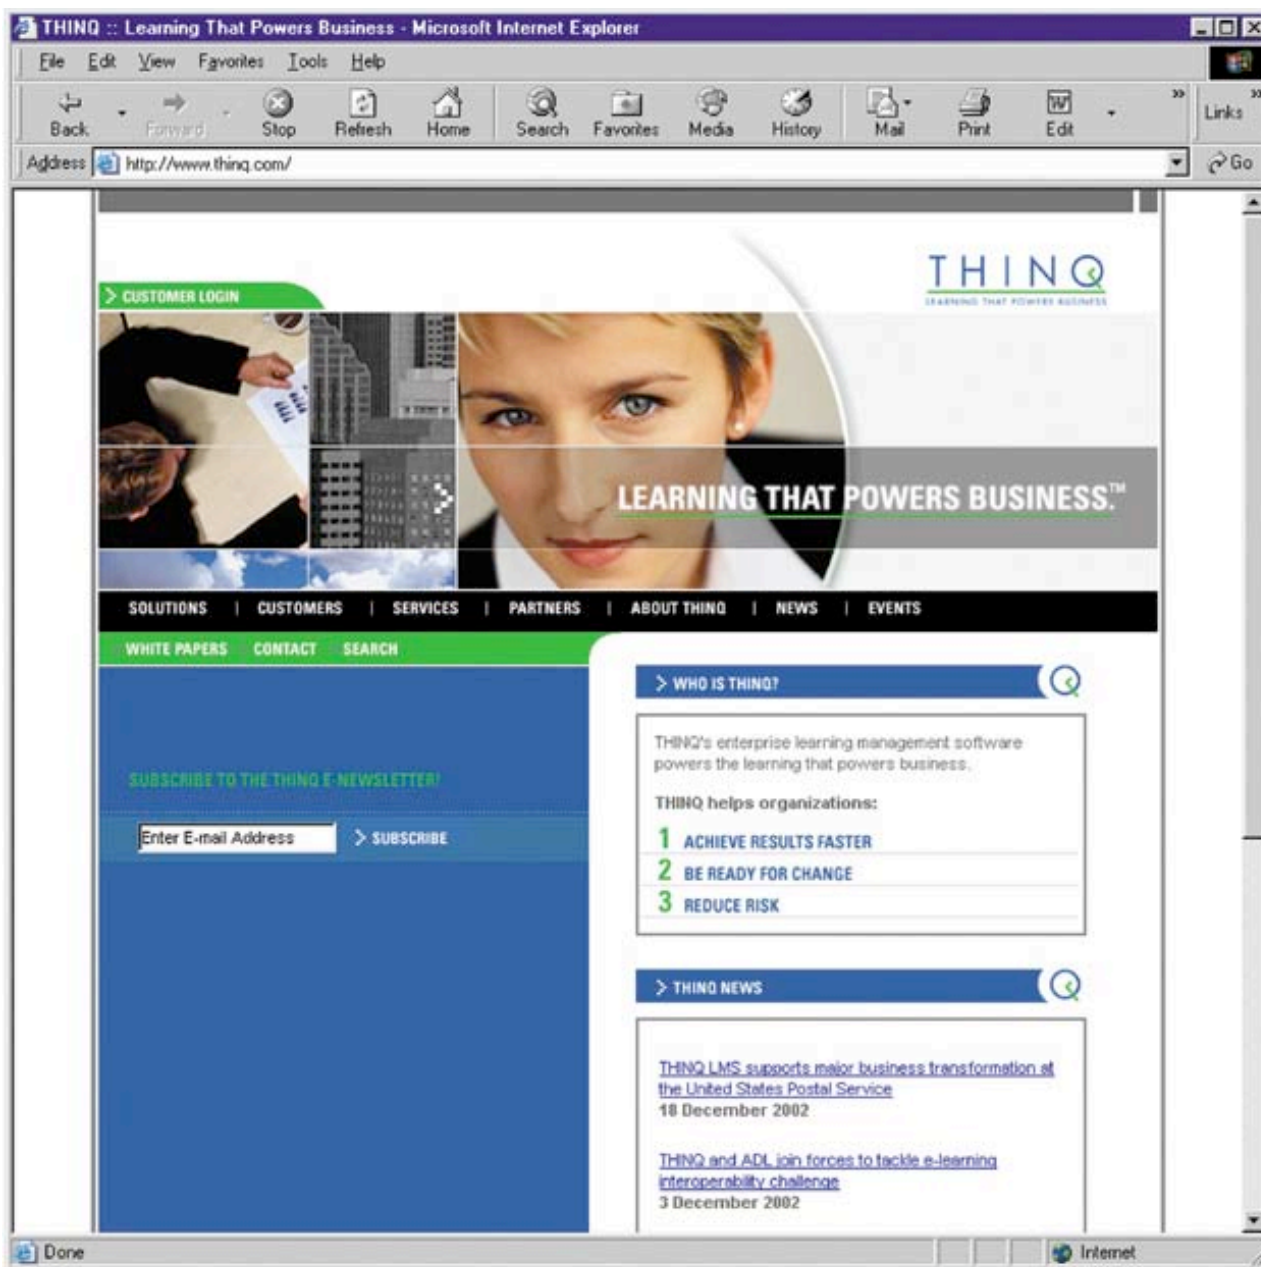 THINQ :: Learning That Powers Business - Microsoft Internet Explorer
File Edit View Favorites Tools Help
Back Forward Stop Refresh Home Search Favorites Media History Mail Print Edit » Links »
Address http://www.thinq.com/ Go
THINQ
LEARNING THAT POWERS BUSINESS
> CUSTOMER LOGIN
LEARNING THAT POWERS BUSINESS.™
SOLUTIONS | CUSTOMERS | SERVICES | PARTNERS | ABOUT THINQ | NEWS | EVENTS
WHITE PAPERS CONTACT SEARCH
SUBSCRIBE TO THE THINQ E-NEWSLETTER!
Enter E-mail Address > SUBSCRIBE
> WHO IS THINQ?
THINQ's enterprise learning management software
powers the learning that powers business.
THINQ helps organizations:
1 ACHIEVE RESULTS FASTER
2 BE READY FOR CHANGE
3 REDUCE RISK
> THINQ NEWS
THINQ LMS supports major business transformation at
the United States Postal Service
18 December 2002
THINQ and ADL join forces to tackle e-learning
interoperability challenge
3 December 2002
Done Internet